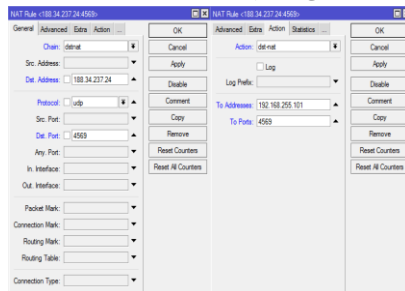 NAT Rule <188.34.237.24:4569>
General Advanced Extra Action ...
Chain: dstnat
Src. Address:
Dst. Address: 188.34.237.24
Protocol: udp
Src. Port:
Dst. Port: 4569
Any. Port:
In. Interface:
Out. Interface:
Packet Mark:
Connection Mark:
Routing Mark:
Routing Table:
Connection Type:
OK
Cancel
Apply
Disable
Comment
Copy
Remove
Reset Counters
Reset All Counters
NAT Rule <188.34.237.24:4569>
Advanced Extra Action Statistics ...
Action: dst-nat
Log
Log Prefix:
To Addresses: 192.168.255.101
To Ports: 4569
OK
Cancel
Apply
Disable
Comment
Copy
Remove
Reset Counters
Reset All Counters